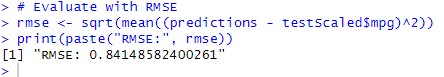 > # Evaluate with RMSE
> rmse <- sqrt(mean((predictions - testScaled$mpg)^2))
> print(paste("RMSE:", rmse))
[1] "RMSE: 0.84148582400261"
>